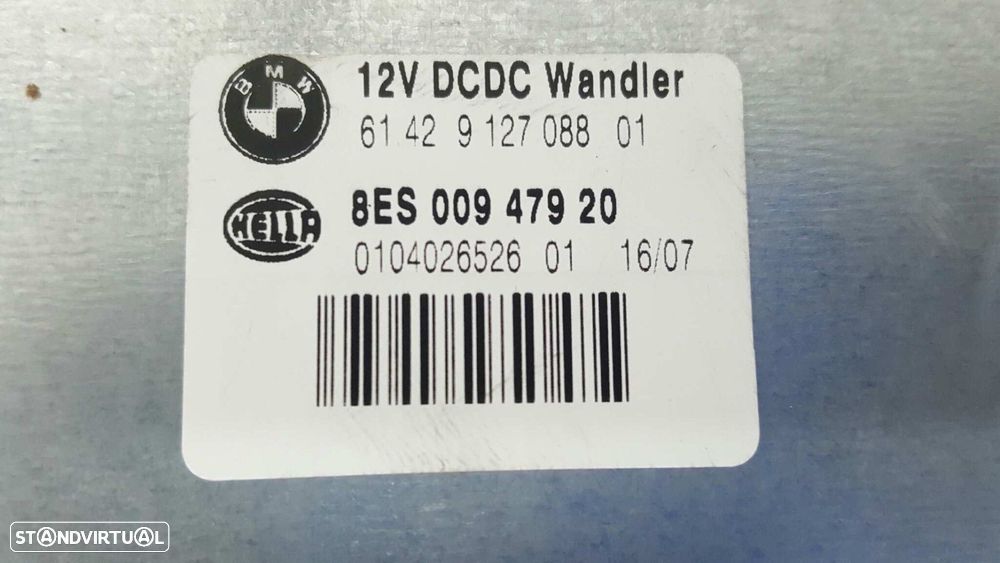 BMW
12V DCDC Wandler
61.42 9 127 088 01
HELLA
8ES 009 479 20
0104026526 01 16/07
STANDVIRTUAL